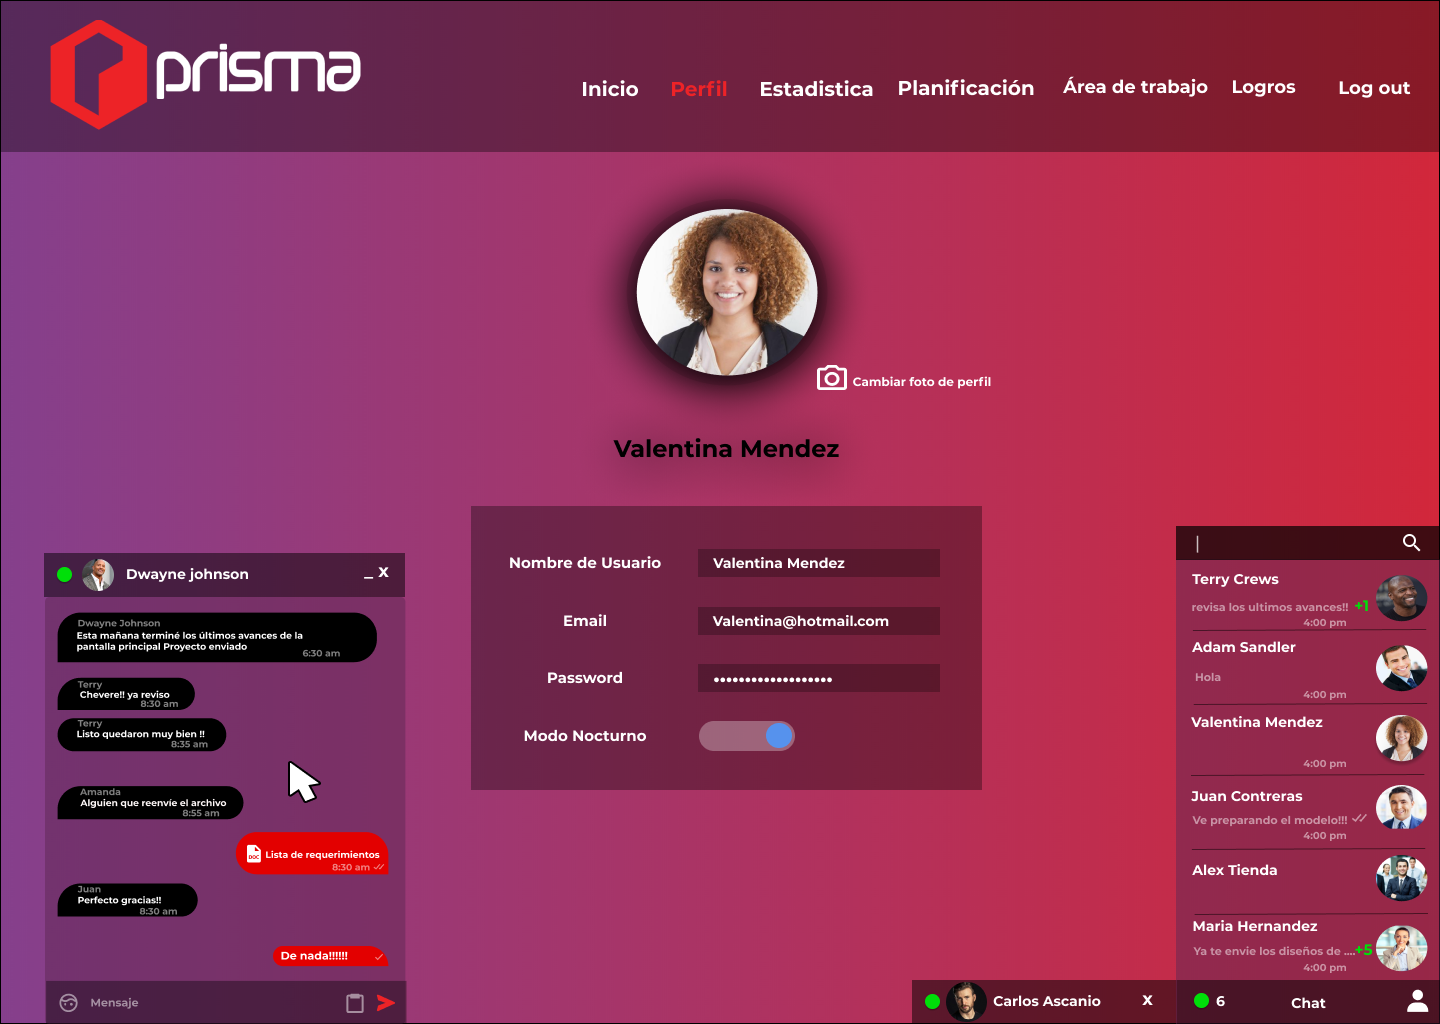 prisma
Inicio
Perfil
Estadistica
Planificación
Área de trabajo
Logros
Log out
Cambiar foto de perfil
Valentina Mendez
Nombre de Usuario
Valentina Mendez
Email
Valentina@hotmail.com
Password
•••••••••••••••••••
Modo Nocturno
Dwayne johnson
_ X
Dwayne Johnson
Esta mañana terminé los últimos avances de la
pantalla principal Proyecto enviado
6:30 am
Terry
Chevere!! ya reviso
8:30 am
Terry
Listo quedaron muy bien !!
8:35 am
Amanda
Alguien que reenvíe el archivo
8:55 am
DOC
Lista de requerimientos
8:30 am
Juan
Perfecto gracias!!
8:30 am
De nada!!!!!!
Mensaje
Carlos Ascanio
X
|
Terry Crews
revisa los ultimos avances!! +1
4:00 pm
Adam Sandler
Hola
4:00 pm
Valentina Mendez
4:00 pm
Juan Contreras
Ve preparando el modelo!!!
4:00 pm
Alex Tienda
Maria Hernandez
Ya te envie los diseños de ....+5
4:00 pm
6
Chat